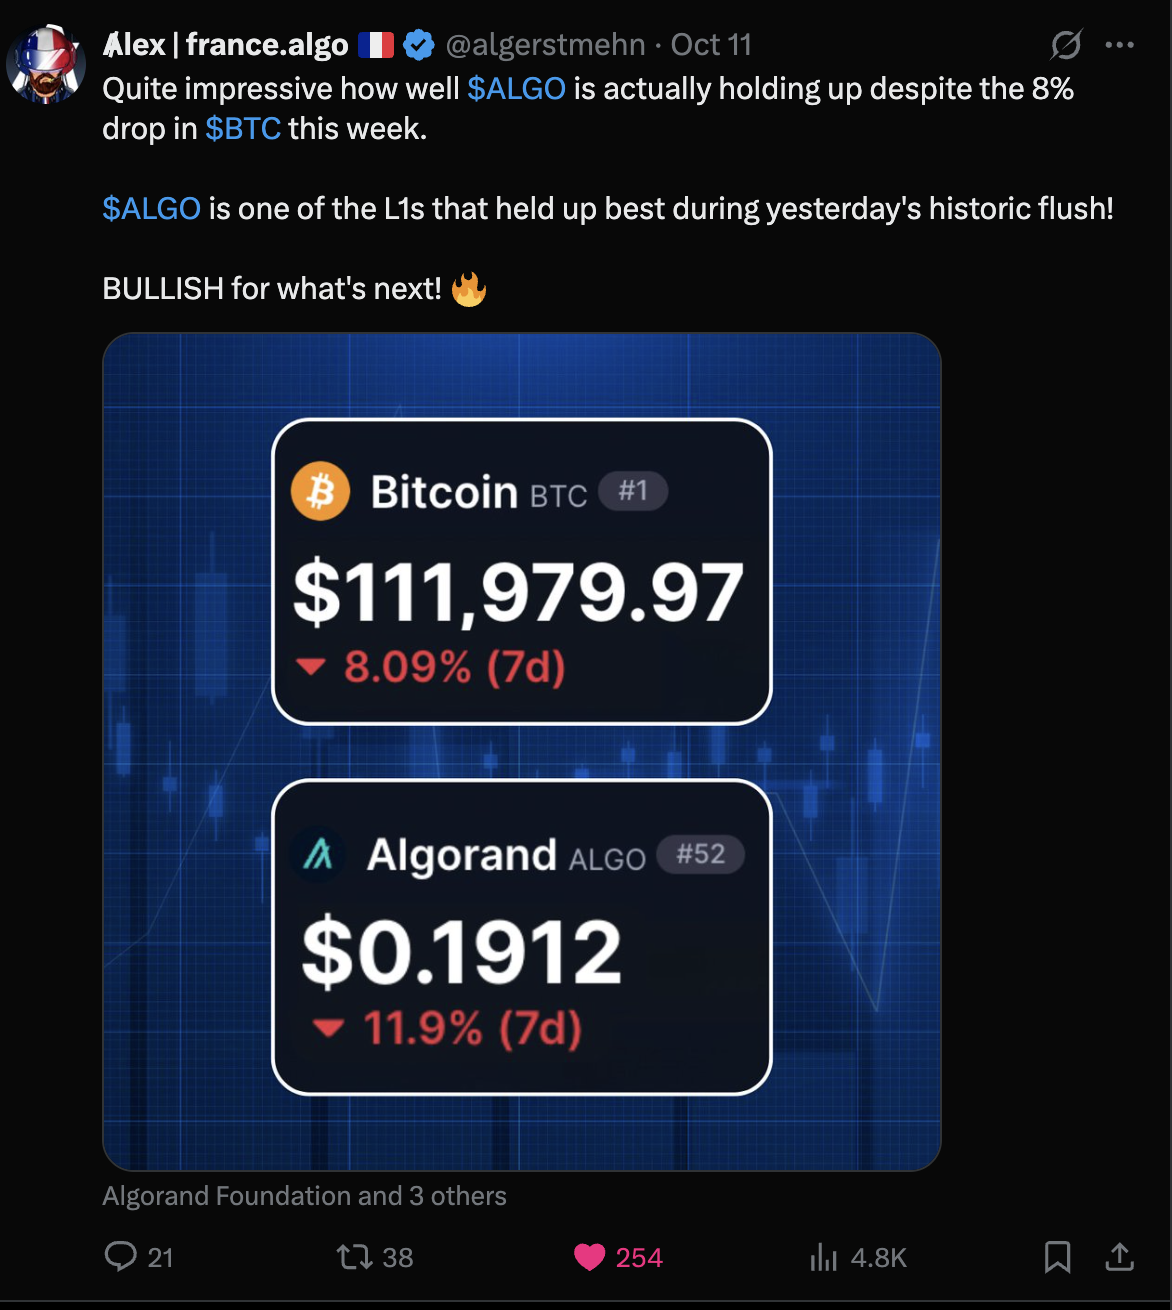 Alex | france.algo @algerstmehn · Oct 11
Quite impressive how well $ALGO is actually holding up despite the 8%
drop in $BTC this week.
$ALGO is one of the L1s that held up best during yesterday's historic flush!
BULLISH for what's next! 🔥
Bitcoin BTC #1
$111,979.97
8.09% (7d)
Algorand ALGO #52
$0.1912
11.9% (7d)
Algorand Foundation and 3 others
21 38 254 4.8K